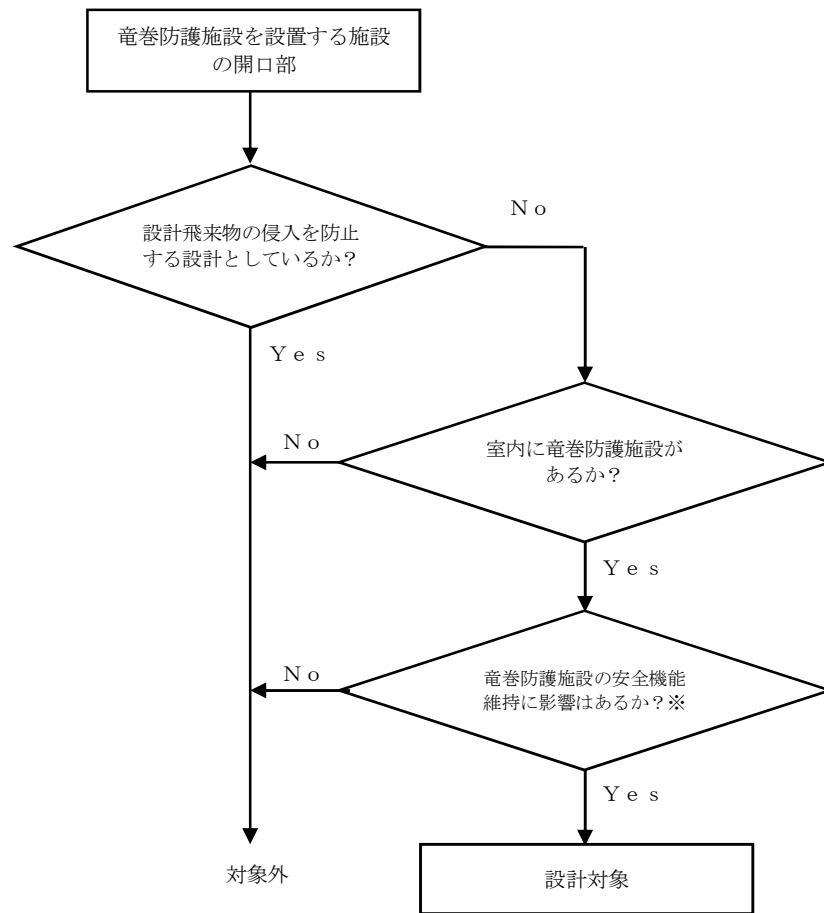 竜巻防護施設を設置する施設
の開口部
設計飛来物の侵入を防止
する設計としているか？
Ｎｏ
Ｙｅｓ
室内に竜巻防護施設が
あるか？
Ｎｏ
Ｙｅｓ
竜巻防護施設の安全機能
維持に影響はあるか？※
Ｎｏ
Ｙｅｓ
対象外
設計対象